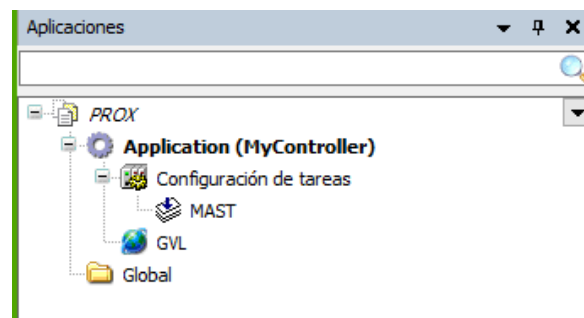 Aplicaciones
PROX
Application (MyController)
Configuración de tareas
MAST
GVL
Global